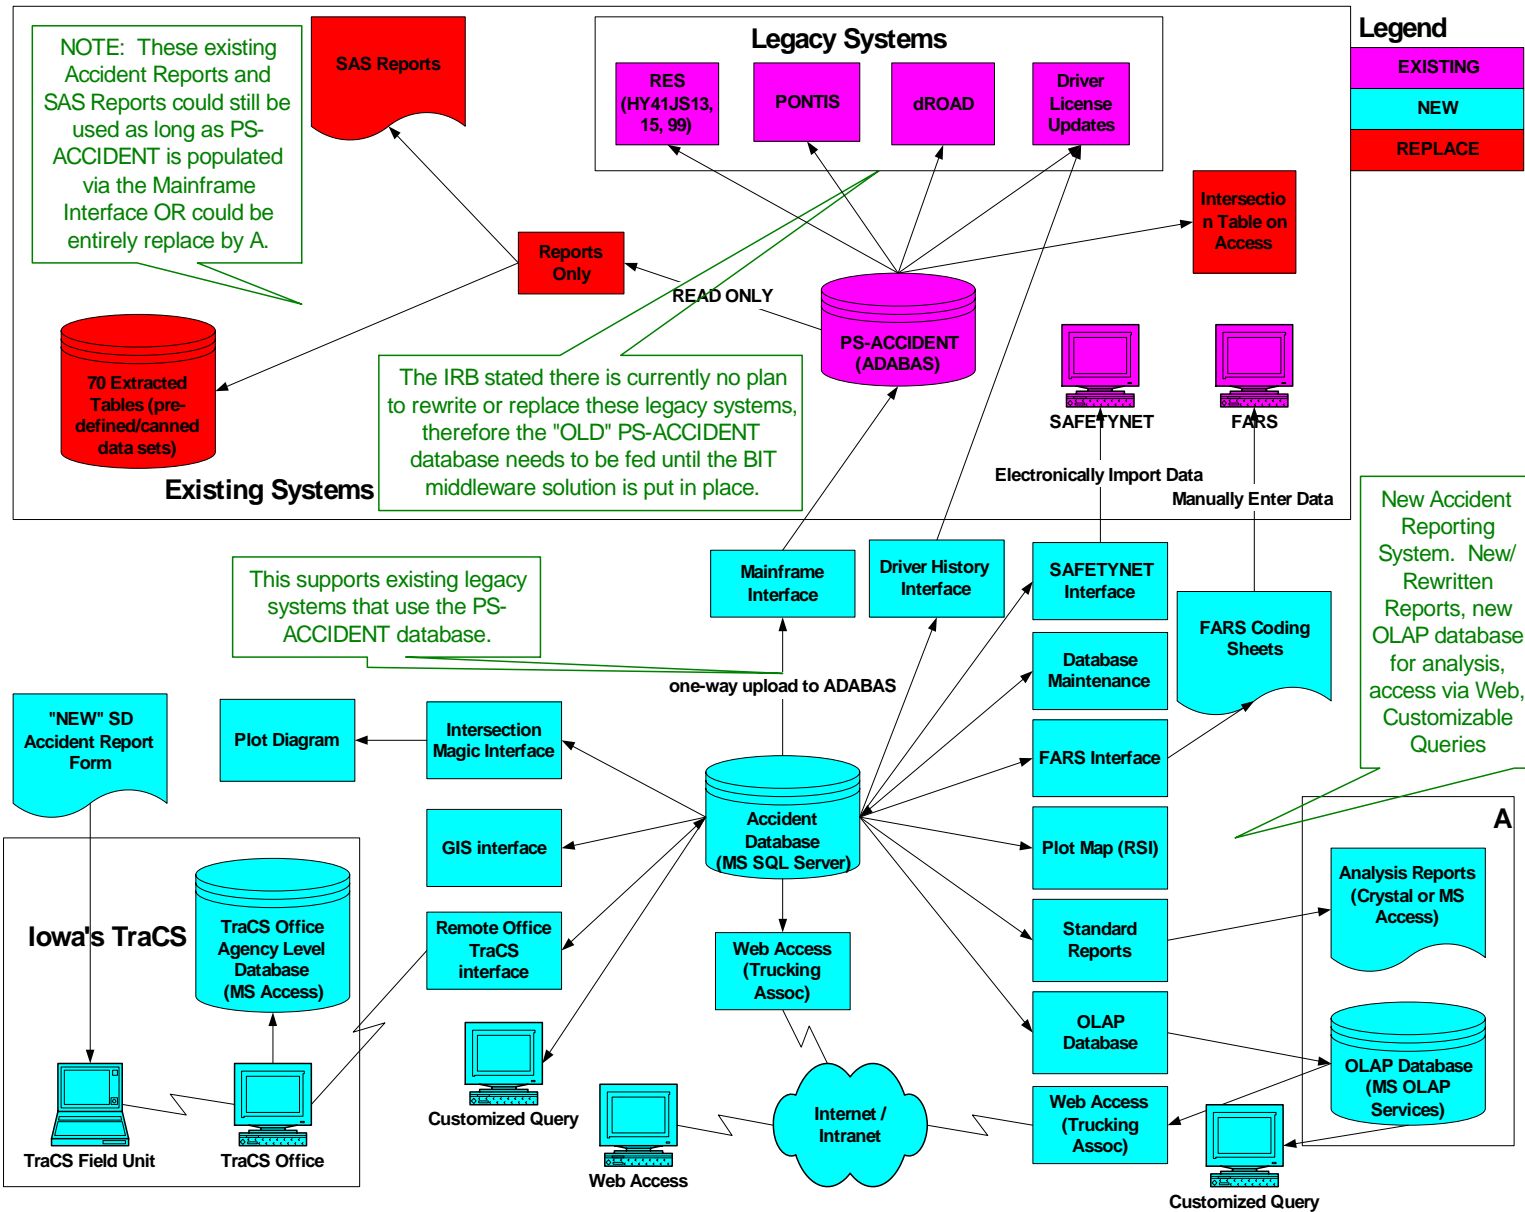 NOTE: These existing
Accident Reports and
SAS Reports could still be
used as long as PS-
ACCIDENT is populated
via the Mainframe
Interface OR could be
entirely replace by A.
SAS Reports
Legacy Systems
RES
(HY41JS13,
15, 99)
PONTIS
dROAD
Driver
License
Updates
Legend
EXISTING
NEW
REPLACE
Intersectio
n Table on
Access
Reports
Only
READ ONLY
PS-ACCIDENT
(ADABAS)
70 Extracted
Tables (pre-
defined/canned
data sets)
The IRB stated there is currently no plan
to rewrite or replace these legacy systems,
therefore the "OLD" PS-ACCIDENT
database needs to be fed until the BIT
middleware solution is put in place.
SAFETYNET
FARS
Electronically Import Data
Manually Enter Data
Existing Systems
New Accident
Reporting
System. New/
Rewritten
Reports, new
OLAP database
for analysis,
access via Web,
Customizable
Queries
This supports existing legacy
systems that use the PS-
ACCIDENT database.
Mainframe
Interface
Driver History
Interface
SAFETYNET
Interface
FARS Coding
Sheets
Database
Maintenance
one-way upload to ADABAS
"NEW" SD
Accident Report
Form
Plot Diagram
Intersection
Magic Interface
FARS Interface
Accident
Database
(MS SQL Server)
GIS interface
Plot Map (RSI)
A
Analysis Reports
(Crystal or MS
Access)
Iowa's TraCS
TraCS Office
Agency Level
Database
(MS Access)
Remote Office
TraCS
interface
Web Access
(Trucking
Assoc)
Standard
Reports
OLAP
Database
OLAP Database
(MS OLAP
Services)
Customized Query
Internet /
Intranet
Web Access
(Trucking
Assoc)
TraCS Field Unit
TraCS Office
Web Access
Customized Query